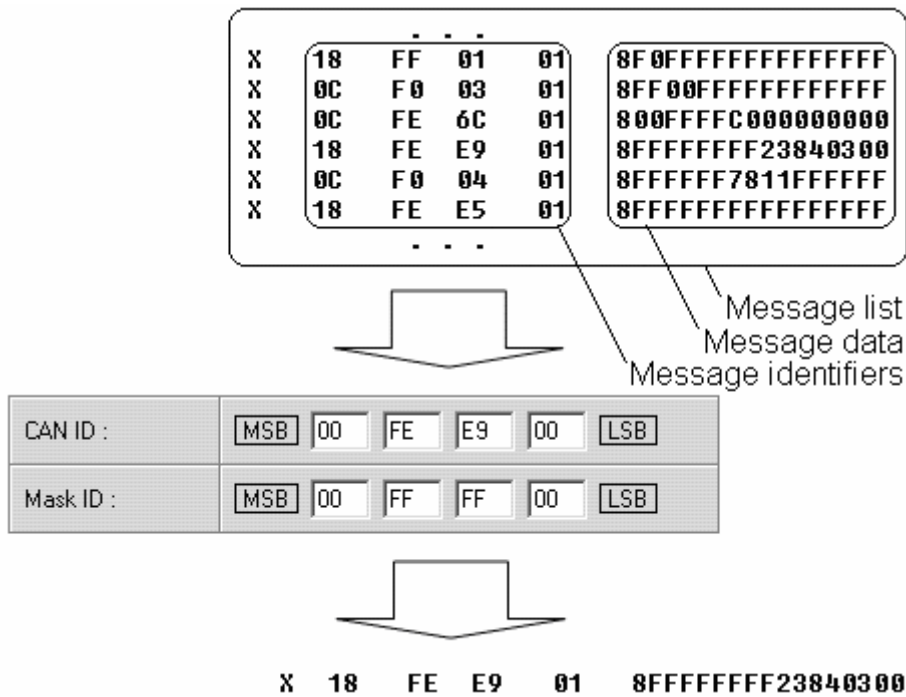 - - -
X 18 FF 01 01 8F0FFFFFFFFFFFFFF
X 0C F0 03 01 8FF00FFFFFFFFFFFF
X 0C FE 6C 01 800FFFFC000000000
X 18 FE E9 01 8FFFFFFFF23840300
X 0C F0 04 01 8FFFFFF7811FFFFFF
X 18 FE E5 01 8FFFFFFFFFFFFFFFF
- - -
Message list
Message data
Message identifiers
CAN ID : MSB 00 FE E9 00 LSB
Mask ID : MSB 00 FF FF 00 LSB
X 18 FE E9 01 8FFFFFFFF23840300